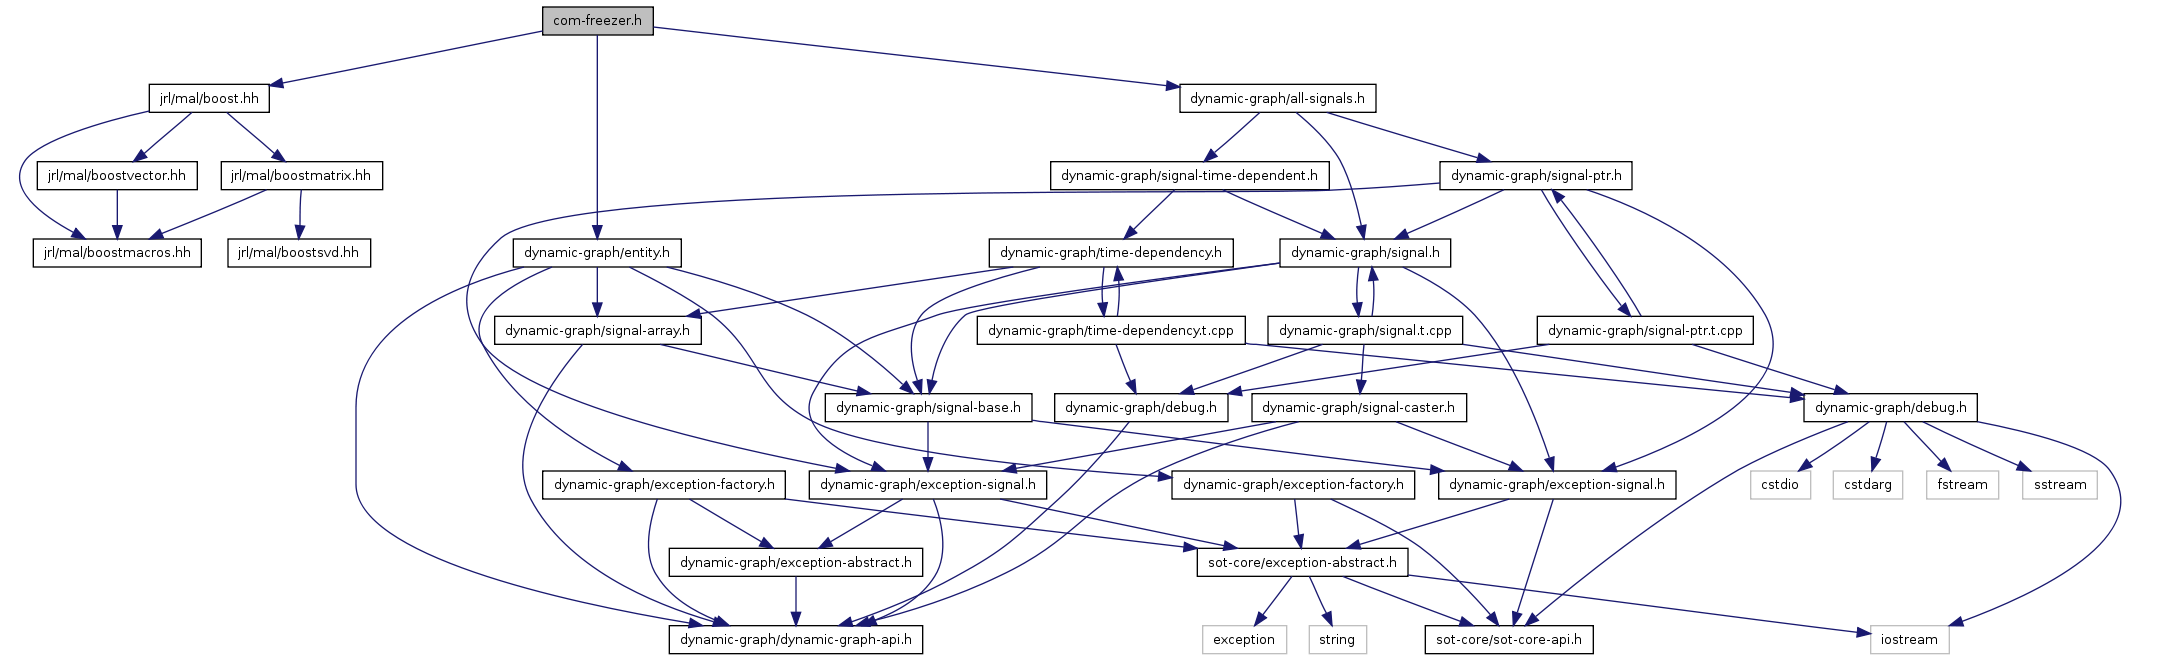 com-freezer.h
jrl/mal/boost.hh
dynamic-graph/all-signals.h
jrl/mal/boostvector.hh
jrl/mal/boostmatrix.hh
dynamic-graph/signal-time-dependent.h
dynamic-graph/signal-ptr.h
jrl/mal/boostmacros.hh
jrl/mal/boostsvd.hh
dynamic-graph/entity.h
dynamic-graph/time-dependency.h
dynamic-graph/signal.h
dynamic-graph/signal-array.h
dynamic-graph/time-dependency.t.cpp
dynamic-graph/signal.t.cpp
dynamic-graph/signal-ptr.t.cpp
dynamic-graph/signal-base.h
dynamic-graph/debug.h
dynamic-graph/signal-caster.h
dynamic-graph/debug.h
dynamic-graph/exception-factory.h
dynamic-graph/exception-signal.h
dynamic-graph/exception-factory.h
dynamic-graph/exception-signal.h
cstdio
cstdarg
fstream
sstream
dynamic-graph/exception-abstract.h
sot-core/exception-abstract.h
dynamic-graph/dynamic-graph-api.h
exception
string
sot-core/sot-core-api.h
iostream